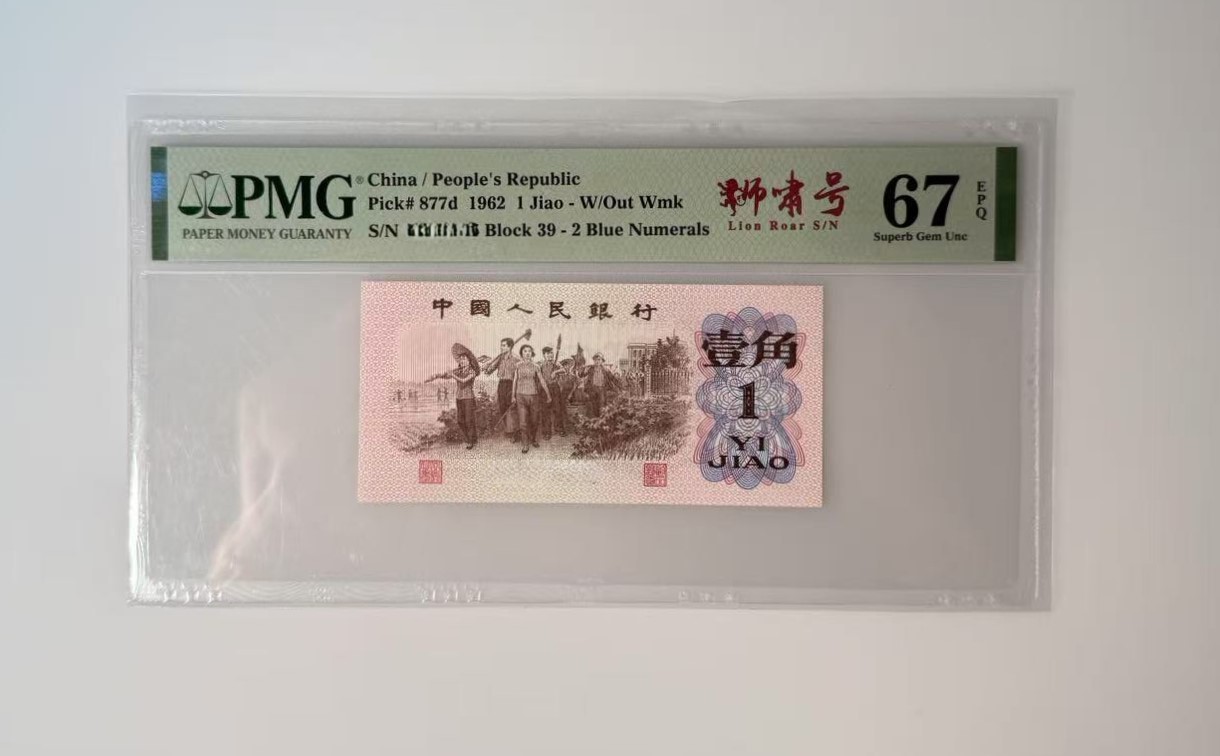 PMG®
PAPER MONEY GUARANTY
China / People's Republic
Pick# 877d 1962 1 Jiao - W/Out Wmk
S/N Block 39 - 2 Blue Numerals
獅啸号
Lion Roar S/N
67
EPQ
Superb Gem Unc
中國人民銀行
壹角
1
YI
JIAO